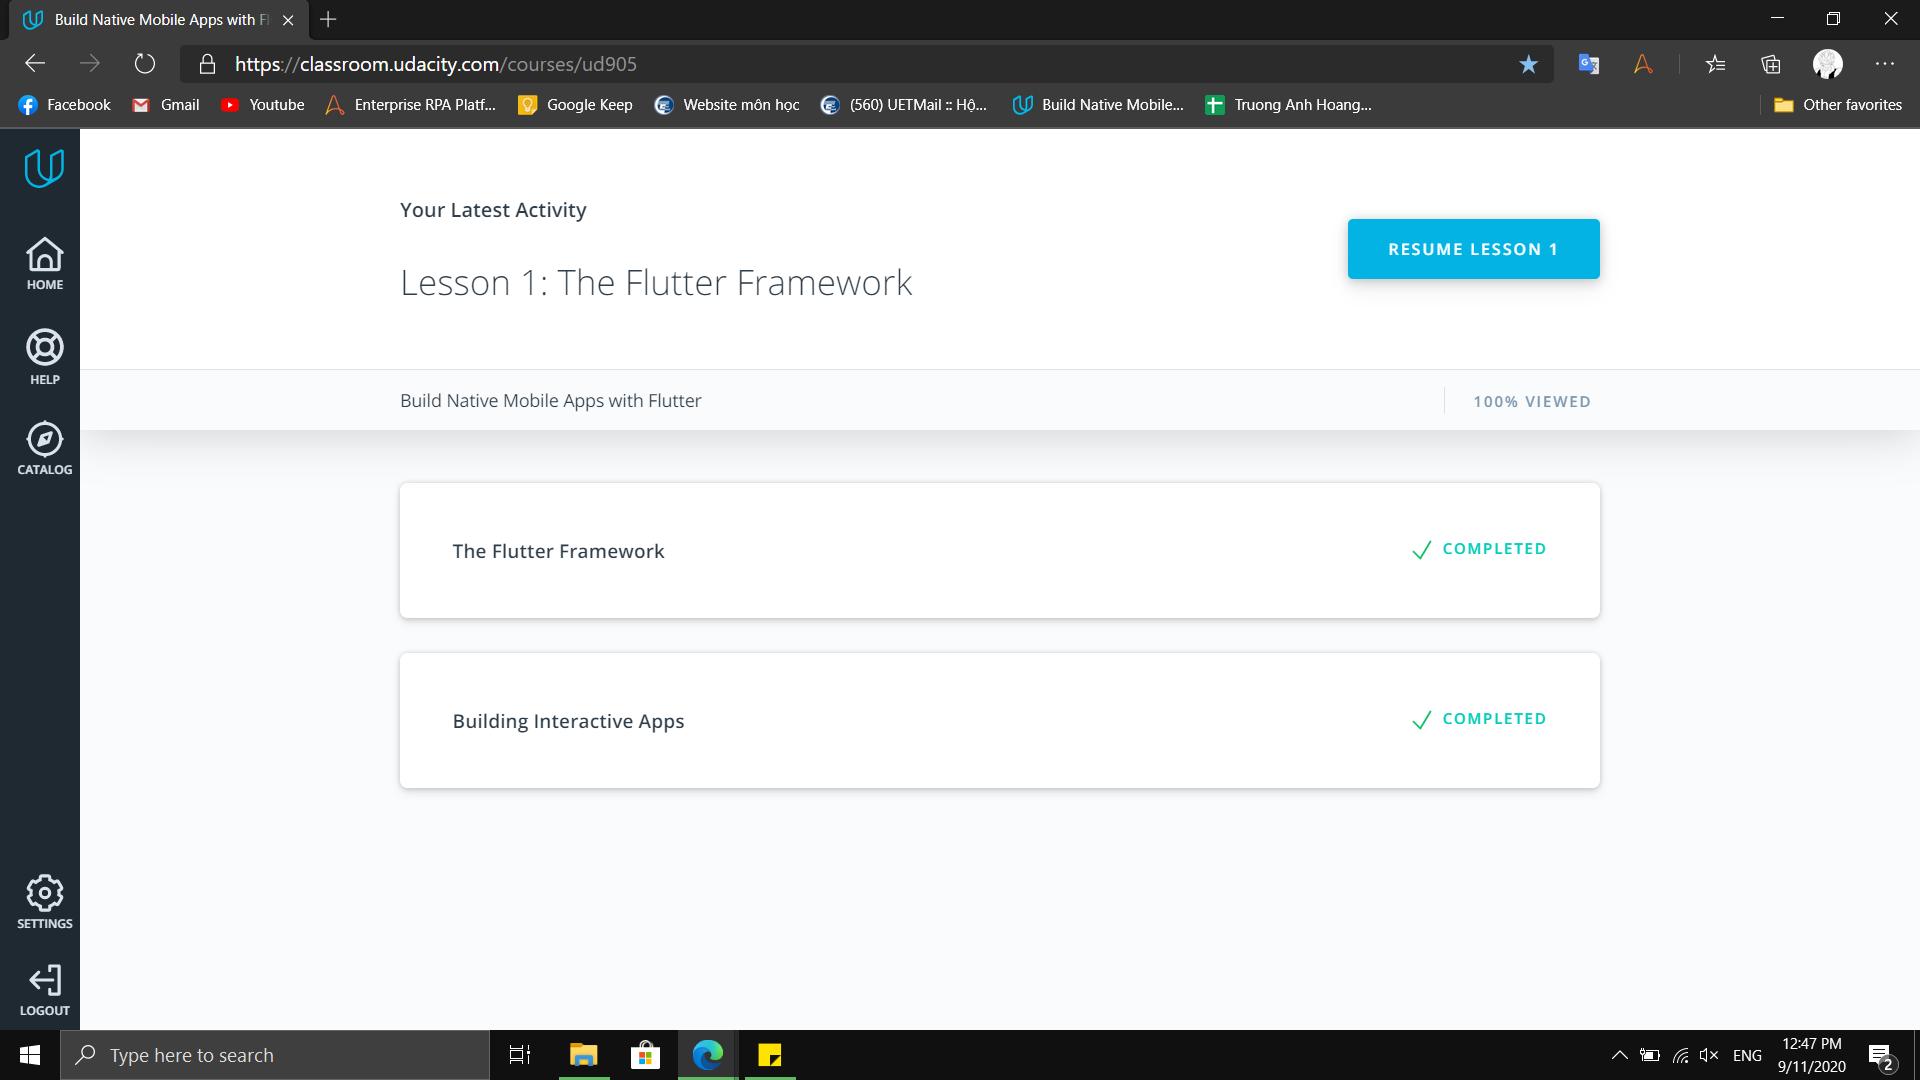 Build Native Mobile Apps with Fl
https://classroom.udacity.com/courses/ud905
Facebook
Gmail
Youtube
Enterprise RPA Platf...
Google Keep
Website môn học
(560) UETMail :: Hộ...
Build Native Mobile...
Truong Anh Hoang...
Other favorites
HOME
HELP
CATALOG
SETTINGS
LOGOUT
Your Latest Activity
RESUME LESSON 1
Lesson 1: The Flutter Framework
Build Native Mobile Apps with Flutter
100% VIEWED
The Flutter Framework
COMPLETED
Building Interactive Apps
COMPLETED
Type here to search
ENG
12:47 PM
9/11/2020
2